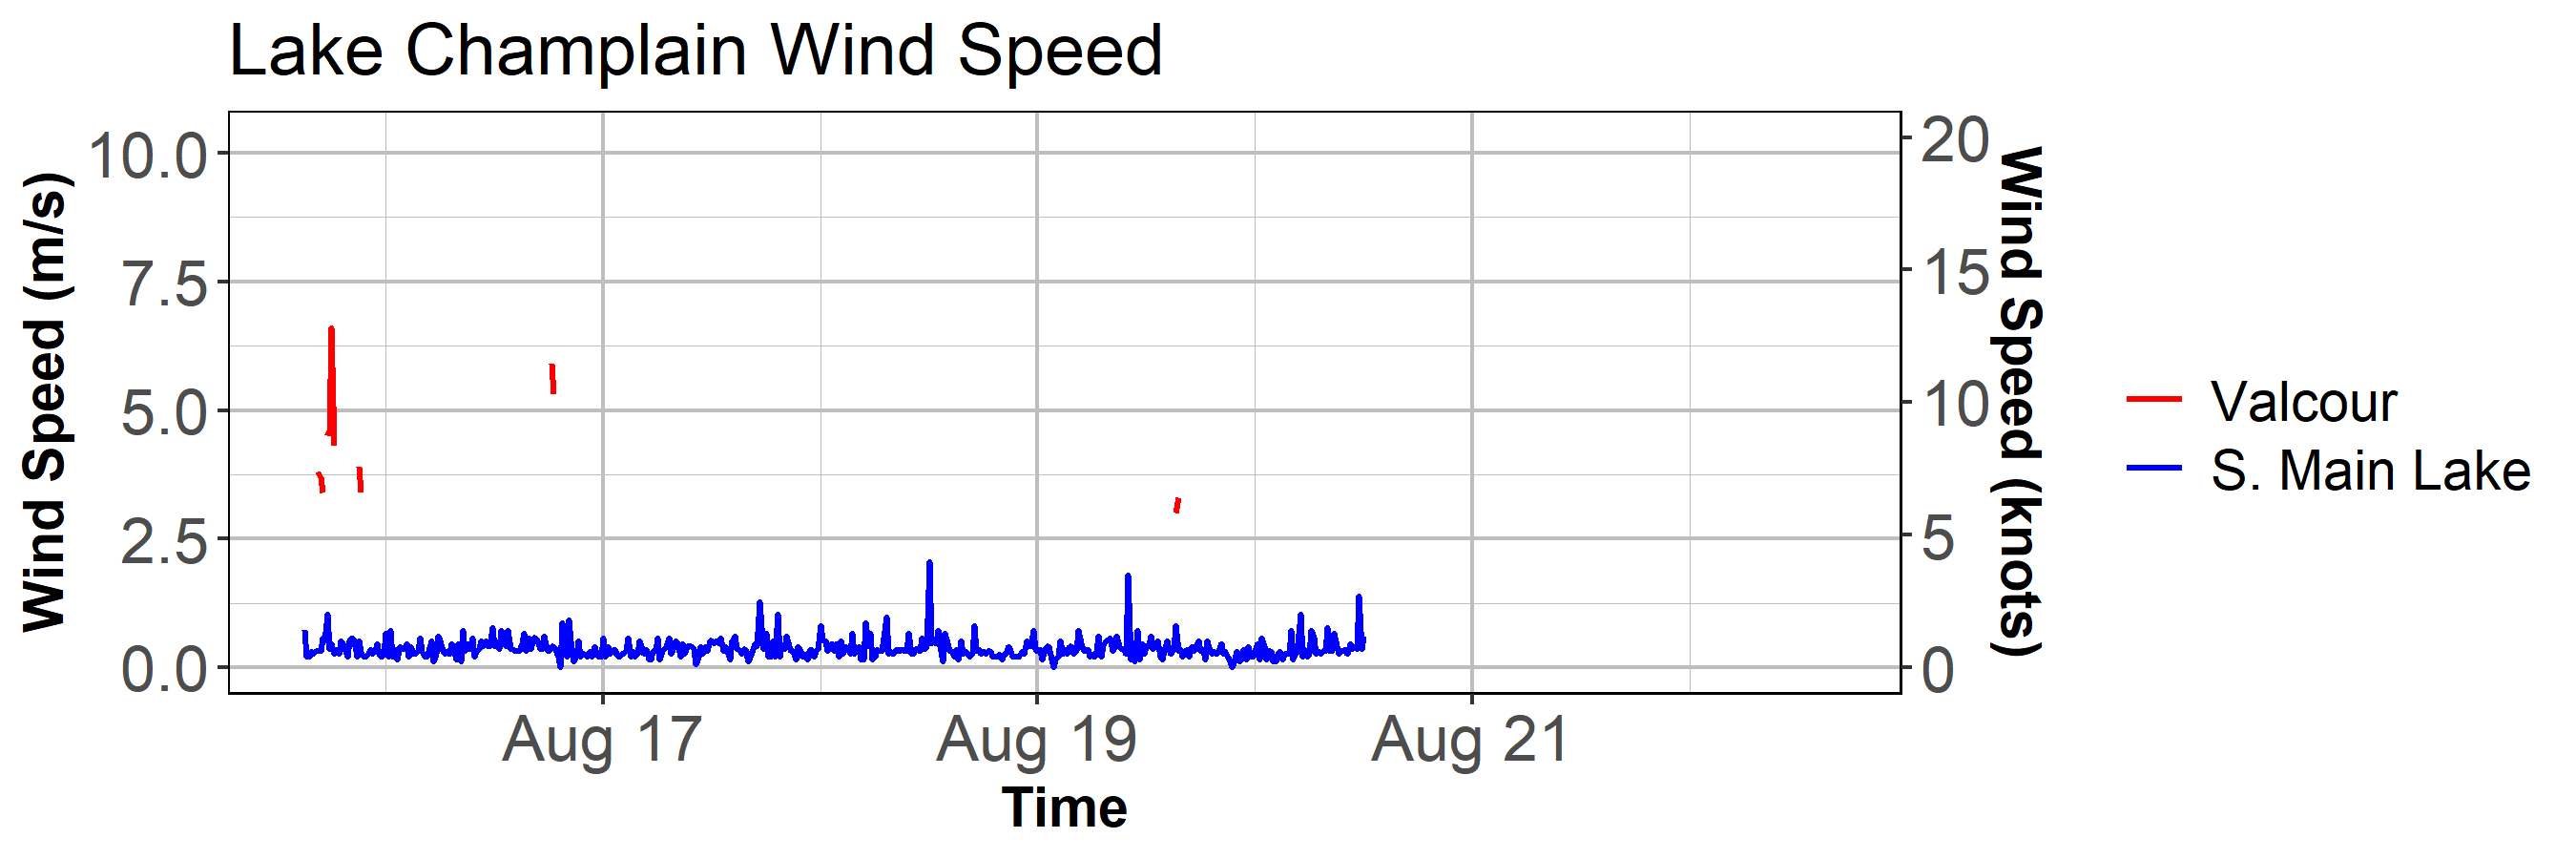 Lake Champlain Wind Speed
Wind Speed (m/s)
10.0
7.5
5.0
2.5
0.0
20
15
10
5
0
Wind Speed (knots)
Aug 17
Aug 19
Aug 21
Time
Valcour
S. Main Lake